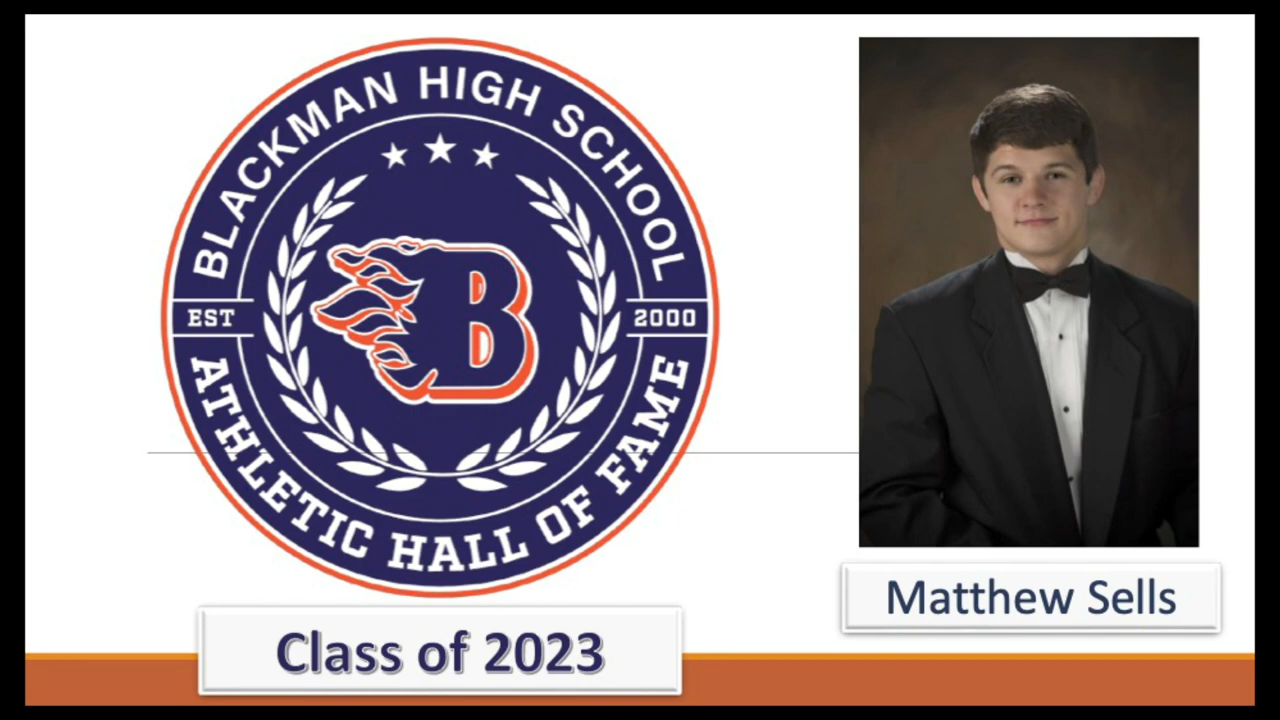 BLACKMAN HIGH SCHOOL
EST 2000
B
ATHLETIC HALL OF FAME
Class of 2023
Matthew Sells